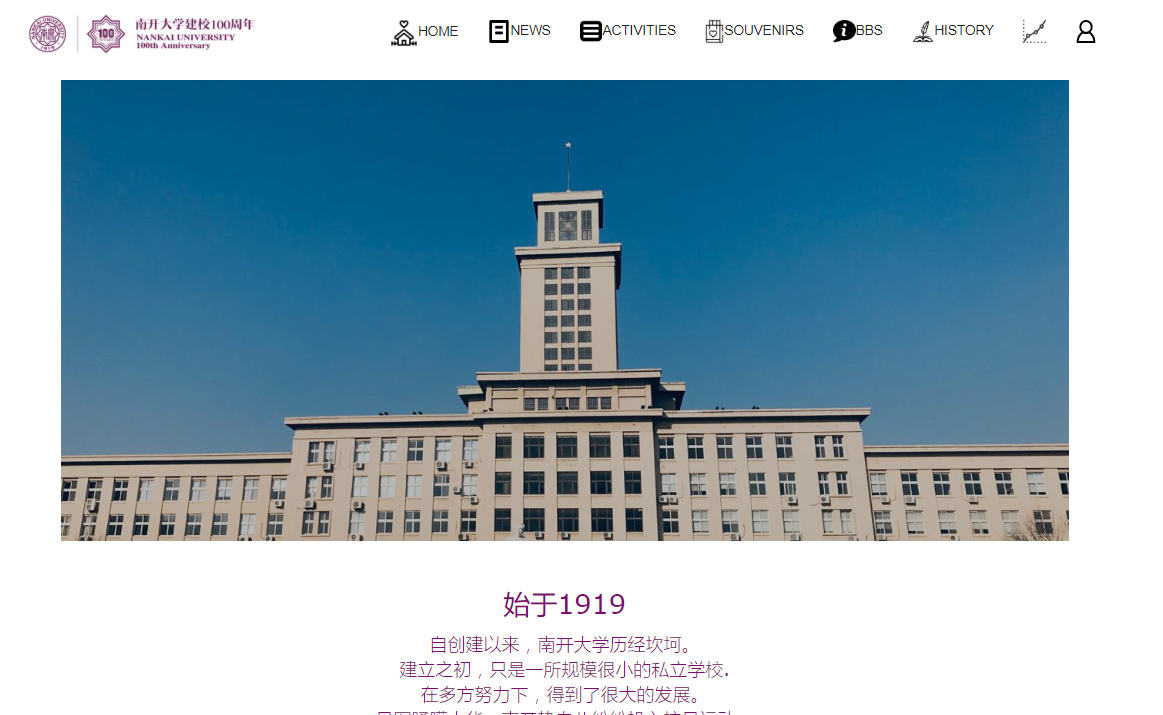 南开大学建校100周年
NANKAI UNIVERSITY
100th Anniversary
HOME
NEWS
ACTIVITIES
SOUVENIRS
BBS
HISTORY
始于1919
自创建以来，南开大学历经坎坷。
建立之初，只是一所规模很小的私立学校.
在多方努力下，得到了很大的发展。